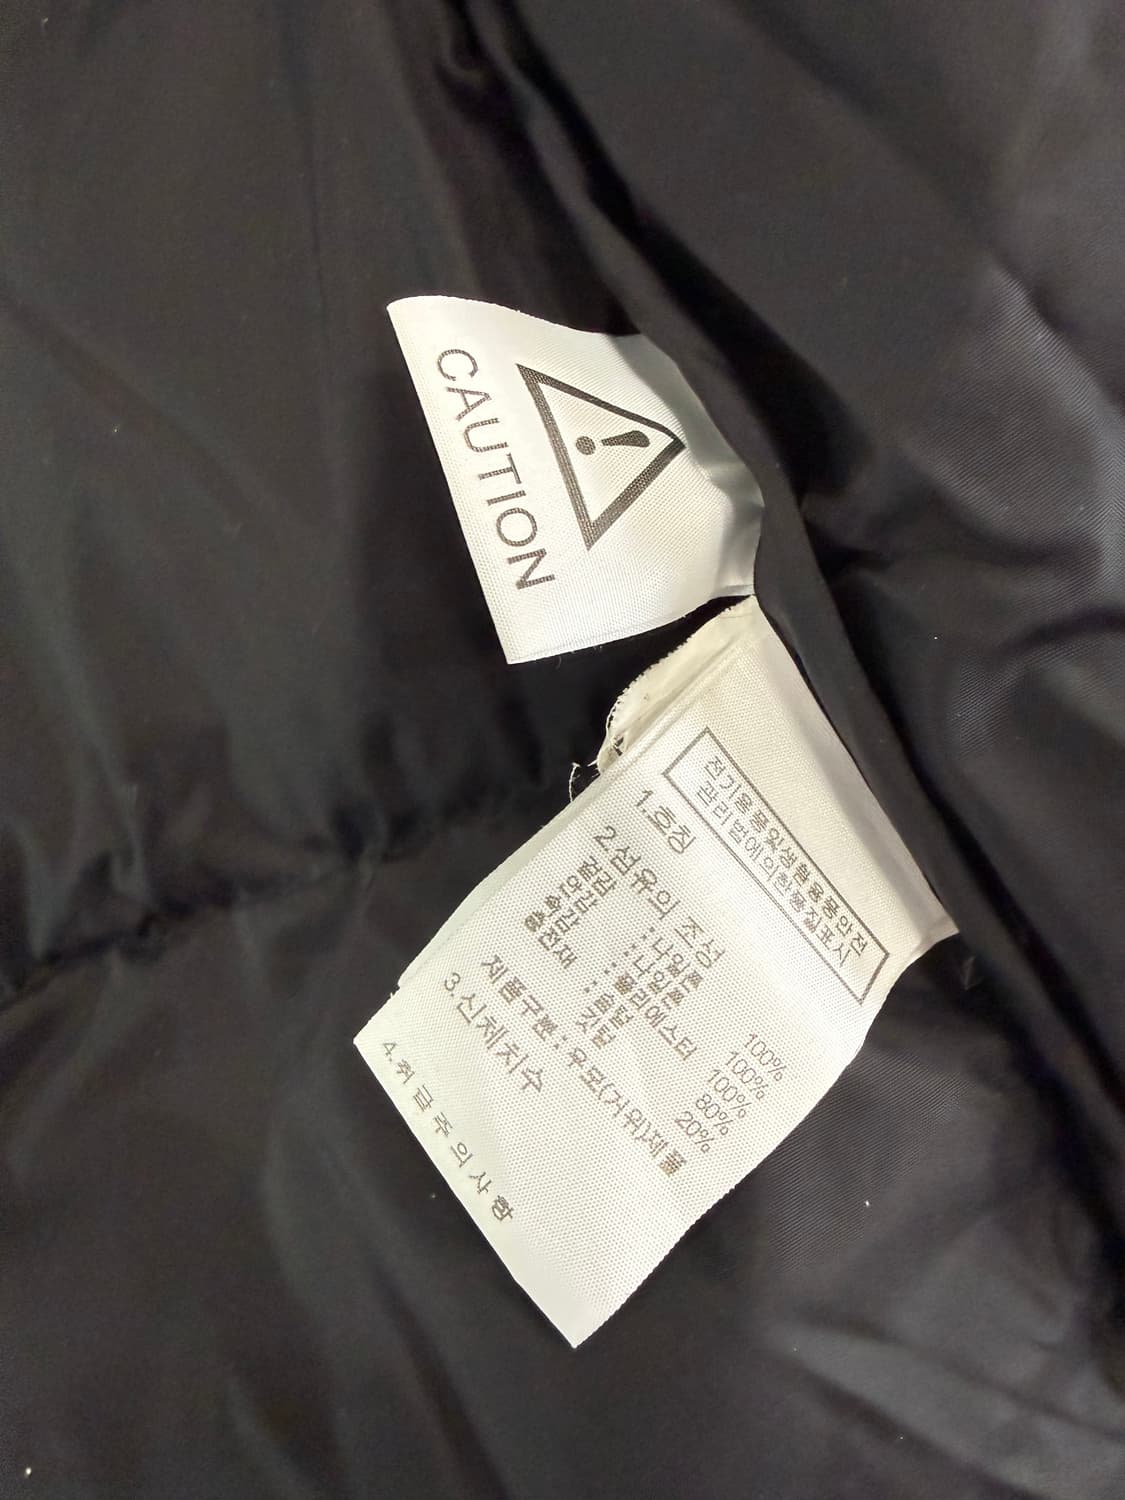 CAUTION
전기용품및생활용품안전
관리법에의한품질표시
1.호칭
2.섬유의 조성
겉감 : 나일론 100%
안감 : 나일론 100%
속감 : 폴리에스터 100%
충전재 : 솜털 80%
깃털 20%
제품구분 : 우모(거위)제품
3.신체치수
4.취급주의사항